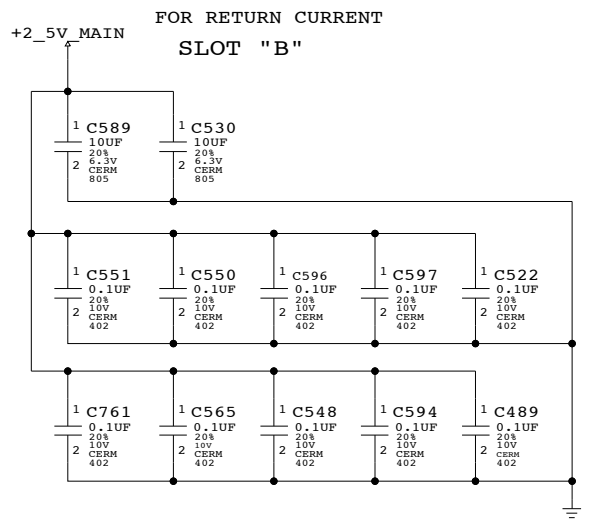 FOR RETURN CURRENT
+2_5V_MAIN
SLOT "B"
1 C589
10UF
20%
2 6.3V
CERM
805
1 C530
10UF
20%
2 6.3V
CERM
805
1 C551
0.1UF
20%
2 10V
CERM
402
1 C550
0.1UF
20%
2 10V
CERM
402
1 C596
0.1UF
20%
2 10V
CERM
402
1 C597
0.1UF
20%
2 10V
CERM
402
1 C522
0.1UF
20%
2 10V
CERM
402
1 C761
0.1UF
20%
2 10V
CERM
402
1 C565
0.1UF
20%
2 10V
CERM
402
1 C548
0.1UF
20%
2 10V
CERM
402
1 C594
0.1UF
20%
2 10V
CERM
402
1 C489
0.1UF
20%
2 10V
CERM
402